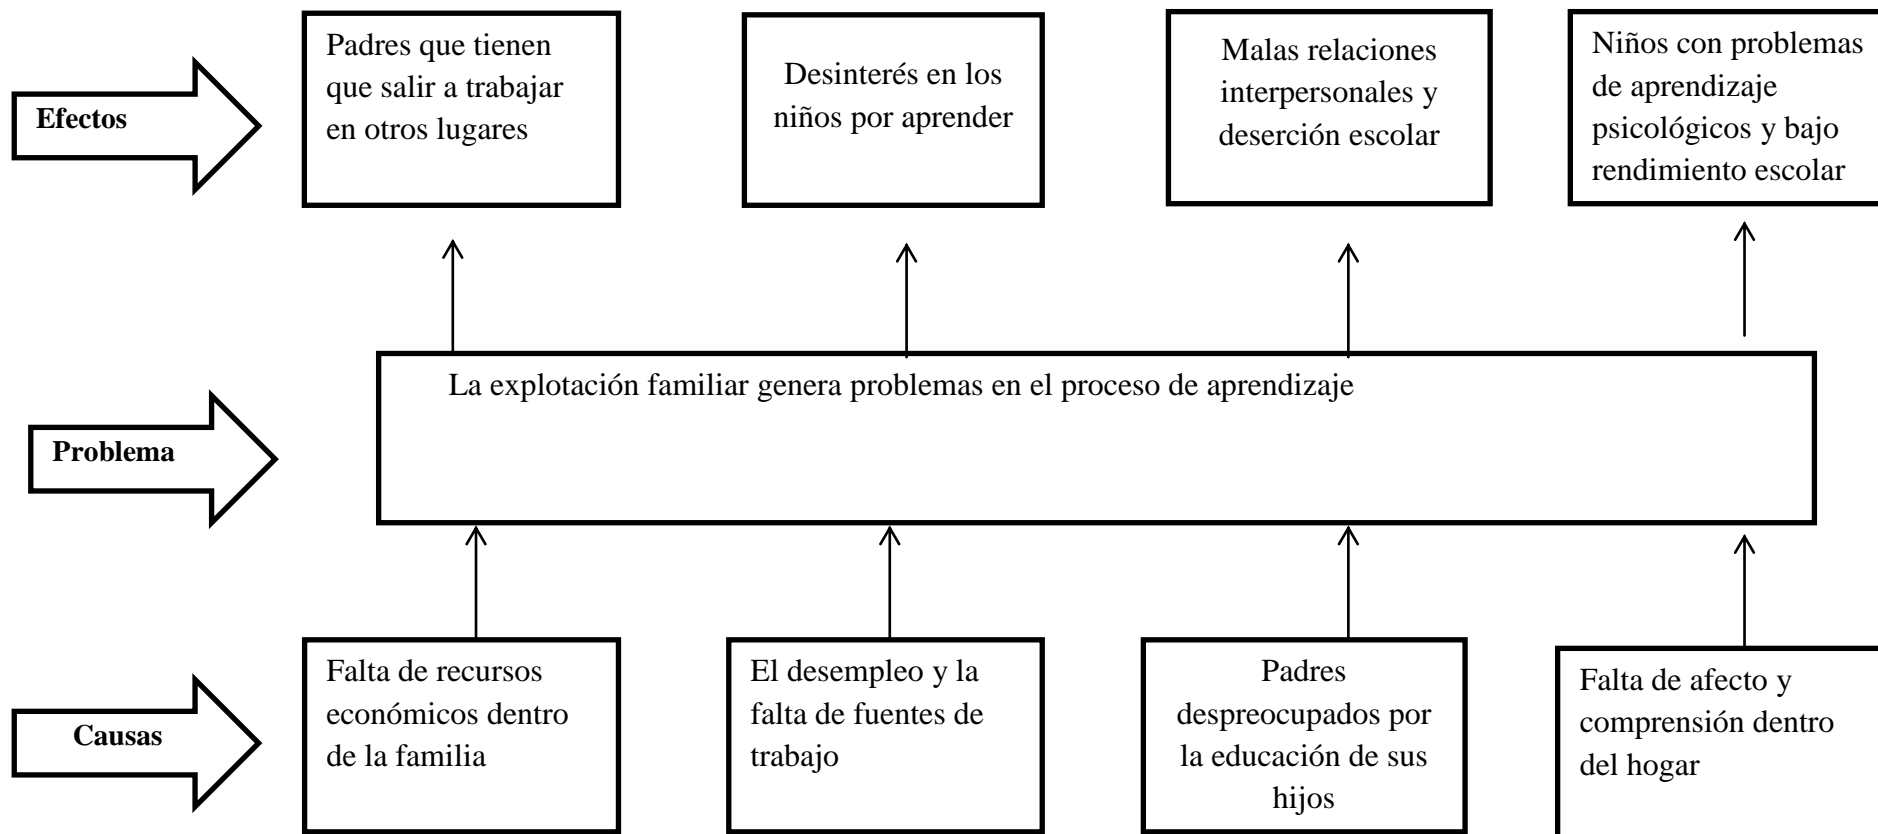 Efectos
Padres que tienen
que salir a trabajar
en otros lugares
Desinterés en los
niños por aprender
Malas relaciones
interpersonales y
deserción escolar
Niños con problemas
de aprendizaje
psicológicos y bajo
rendimiento escolar
Problema
La explotación familiar genera problemas en el proceso de aprendizaje
Causas
Falta de recursos
económicos dentro
de la familia
El desempleo y la
falta de fuentes de
trabajo
Padres
despreocupados por
la educación de sus
hijos
Falta de afecto y
comprensión dentro
del hogar